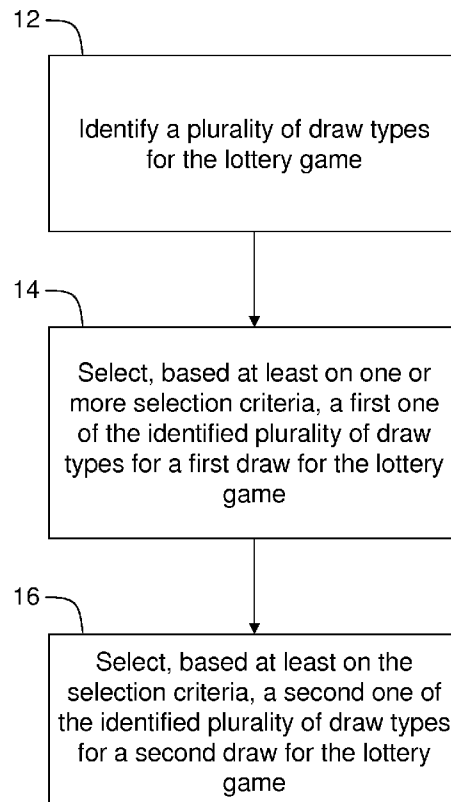 12
Identify a plurality of draw types
for the lottery game
14
Select, based at least on one or
more selection criteria, a first one
of the identified plurality of draw
types for a first draw for the lottery
game
16
Select, based at least on the
selection criteria, a second one of
the identified plurality of draw types
for a second draw for the lottery
game